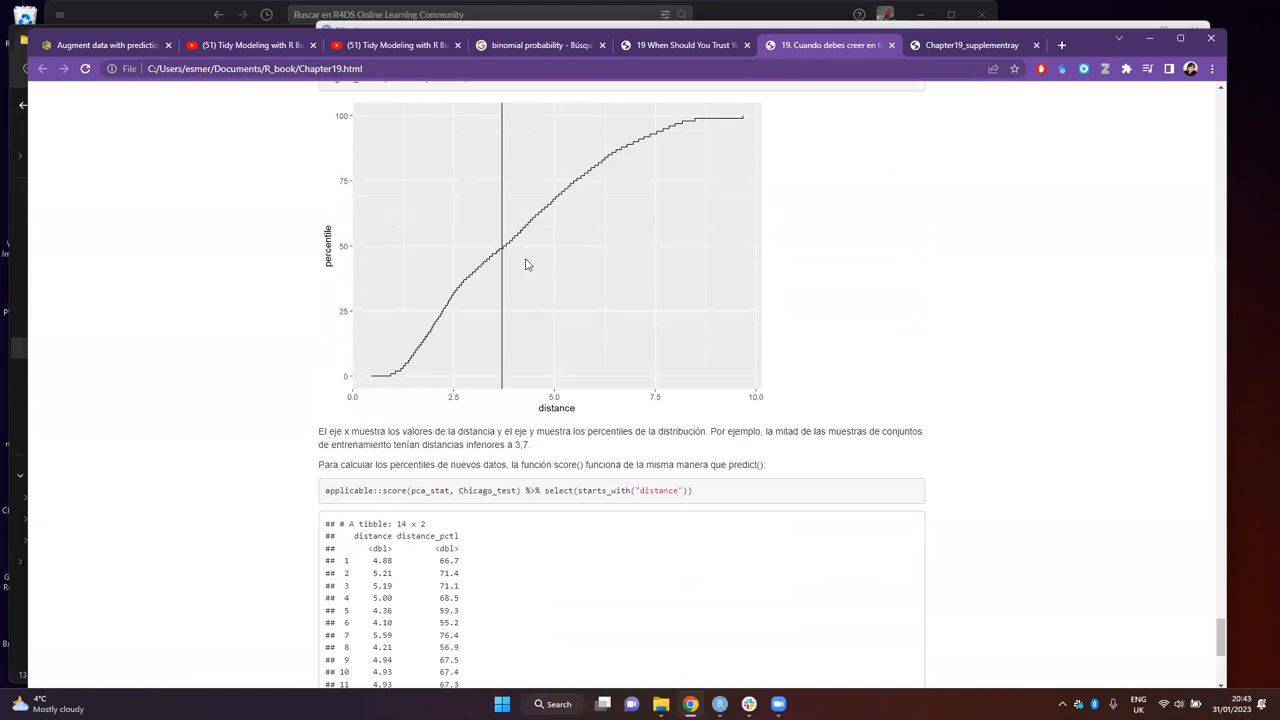 Buscar en R4DS Online Learning Community
Augment data with predictio
(51) Tidy Modeling with R Bo
(51) Tidy Modeling with R Bo
binomial probability - Búsqu
19 When Should You Trust Y
19. Cuando debes creer en t
Chapter19_supplementray
File
C:/Users/esmer/Documents/R_book/Chapter19.html
100
75
50
25
0
percentile
0.0 2.5 5.0 7.5 10.0
distance
El eje x muestra los valores de la distancia y el eje y muestra los percentiles de la distribución. Por ejemplo, la mitad de las muestras de conjuntos
de entrenamiento tenían distancias inferiores a 3,7.
Para calcular los percentiles de nuevos datos, la función score() funciona de la misma manera que predict():
applicable::score(pca_stat, Chicago_test) %>% select(starts_with("distance"))
## # A tibble: 14 x 2
## distance distance_pctl
## <dbl> <dbl>
## 1 4.88 66.7
## 2 5.21 71.4
## 3 5.19 71.1
## 4 5.00 68.5
## 5 4.36 59.3
## 6 4.10 55.2
## 7 5.59 76.4
## 8 4.21 56.9
## 9 4.94 67.5
## 10 4.93 67.4
## 11 4.93 67.3
4°C
Mostly cloudy
Search
ENG
UK
20:43
31/01/2023